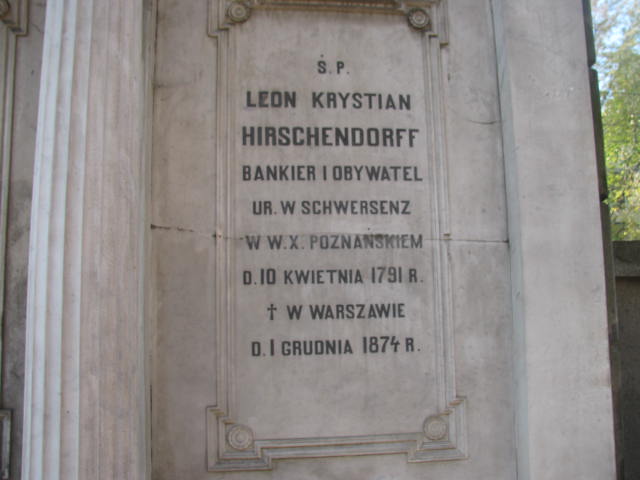 Ś. P.
LEON KRYSTIAN
HIRSCHENDORFF
BANKIER I OBYWATEL
UR. W SCHWERSENZ
W W. X. POZNAŃSKIEM
D. 10 KWIETNIA 1791 R.
† W WARSZAWIE
D. 1 GRUDNIA 1874 R.